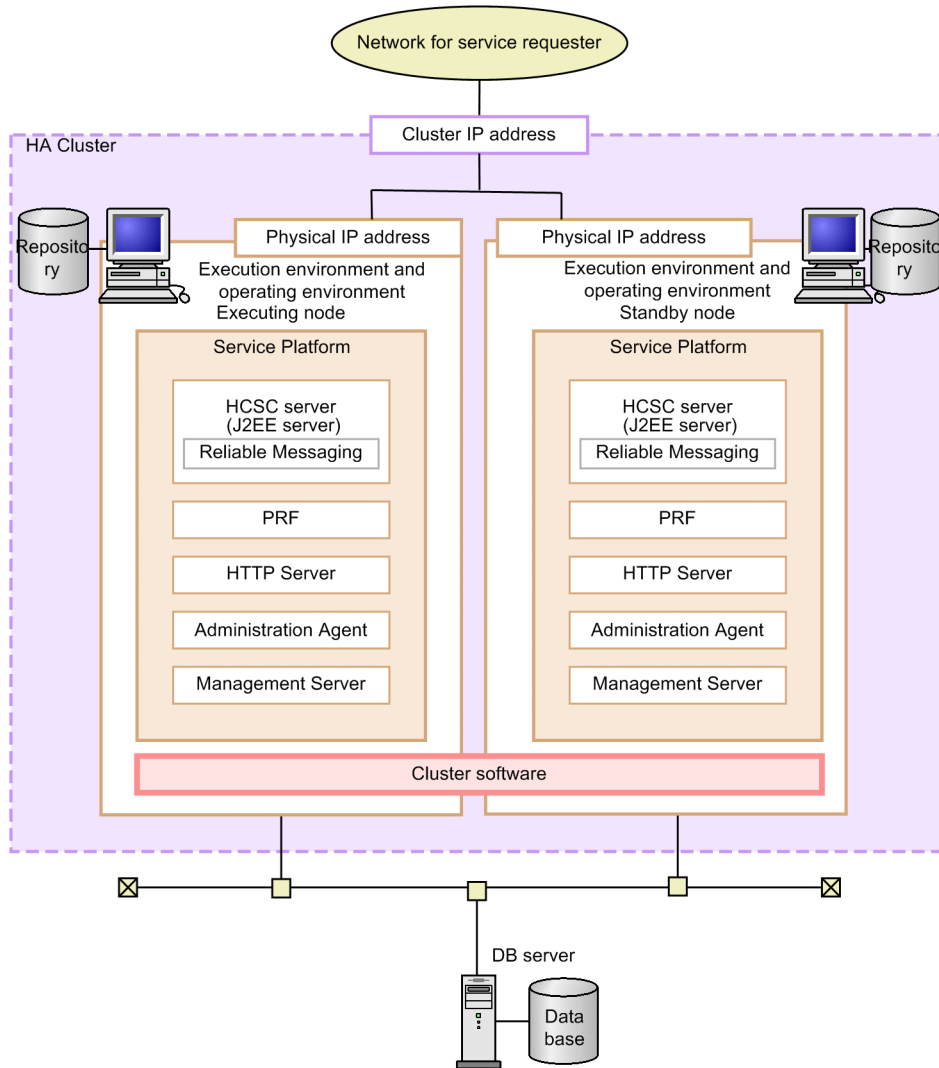 Network for service requester
Cluster IP address
HA Cluster
Physical IP address
Physical IP address
Reposito
ry
Reposito
ry
Execution environment and
operating environment
Executing node
Execution environment and
operating environment
Standby node
Service Platform
HCSC server
(J2EE server)
Reliable Messaging
PRF
HTTP Server
Administration Agent
Management Server
Service Platform
HCSC server
(J2EE server)
Reliable Messaging
PRF
HTTP Server
Administration Agent
Management Server
Cluster software
DB server
Data
base